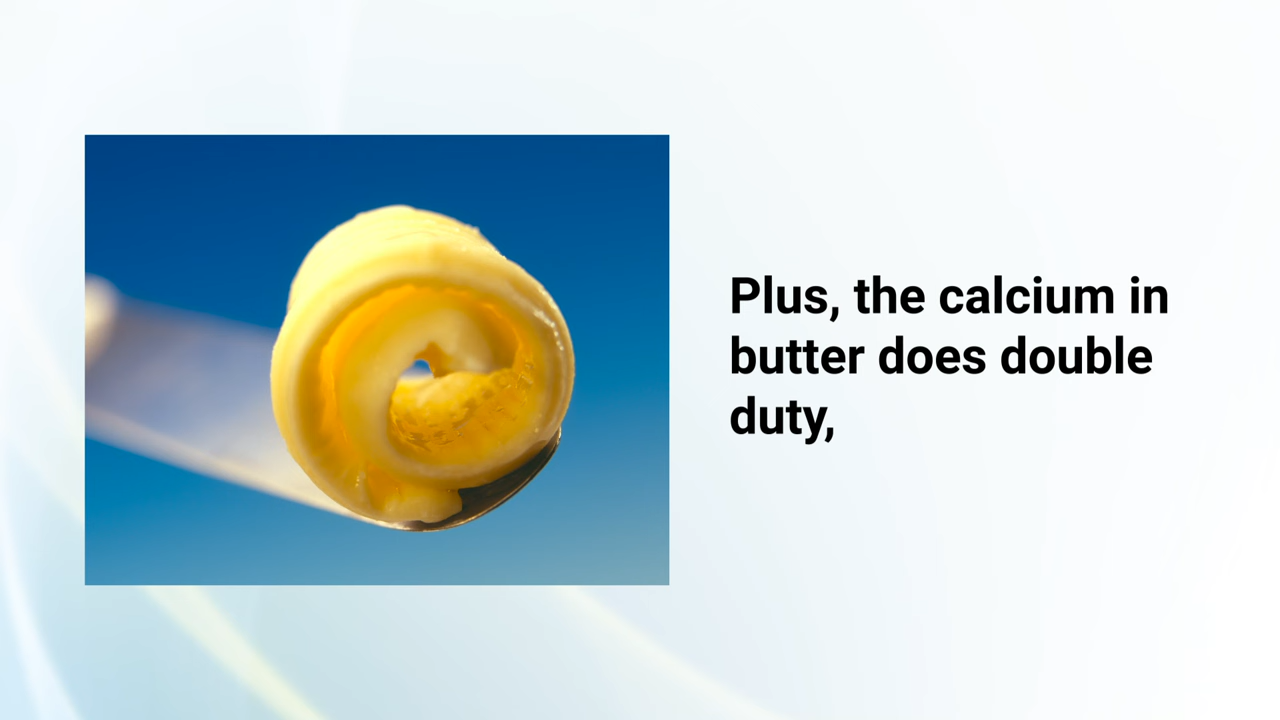 Plus, the calcium in
butter does double
duty,